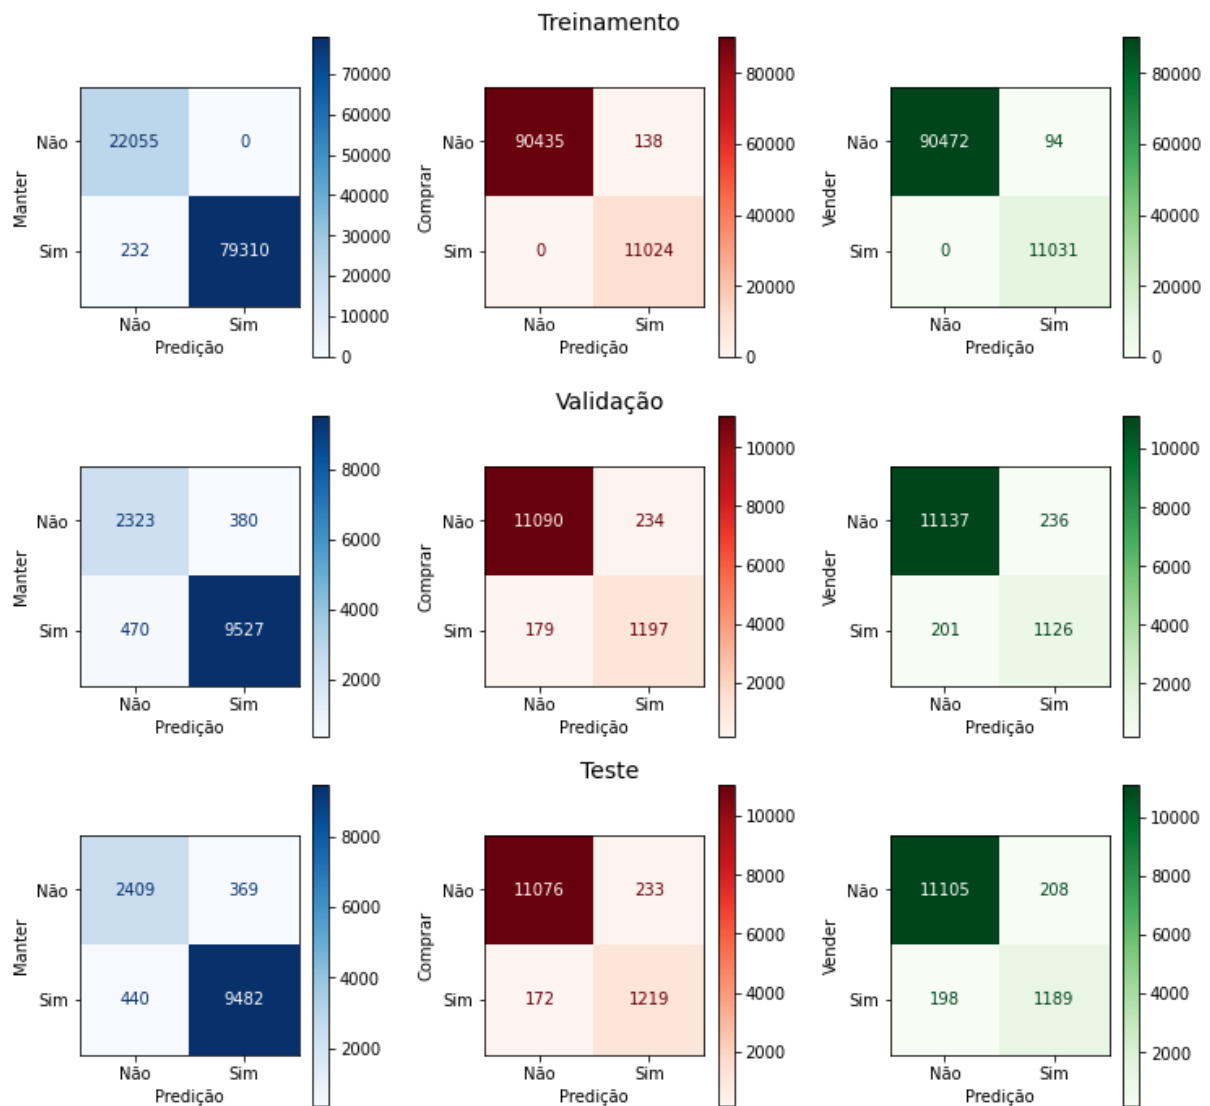 Treinamento
Manter
Não
Sim
22055 0
232 79310
Não Sim
Predição
70000
60000
50000
40000
30000
20000
10000
0
Comprar
Não
Sim
90435 138
0 11024
Não Sim
Predição
80000
60000
40000
20000
0
Vender
Não
Sim
90472 94
0 11031
Não Sim
Predição
80000
60000
40000
20000
0
Validação
Manter
Não
Sim
2323 380
470 9527
Não Sim
Predição
8000
6000
4000
2000
Comprar
Não
Sim
11090 234
179 1197
Não Sim
Predição
10000
8000
6000
4000
2000
Vender
Não
Sim
11137 236
201 1126
Não Sim
Predição
10000
8000
6000
4000
2000
Teste
Manter
Não
Sim
2409 369
440 9482
Não Sim
Predição
8000
6000
4000
2000
Comprar
Não
Sim
11076 233
172 1219
Não Sim
Predição
10000
8000
6000
4000
2000
Vender
Não
Sim
11105 208
198 1189
Não Sim
Predição
10000
8000
6000
4000
2000